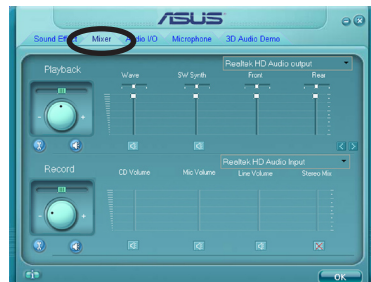 ASUS
Sound Effect Mixer Audio I/O Microphone 3D Audio Demo
Realtek HD Audio output
Playback
Wave SW Synth Front Rear
Realtek HD Audio Input
Record
CD Volume Mic Volume Line Volume Stereo Mix
OK